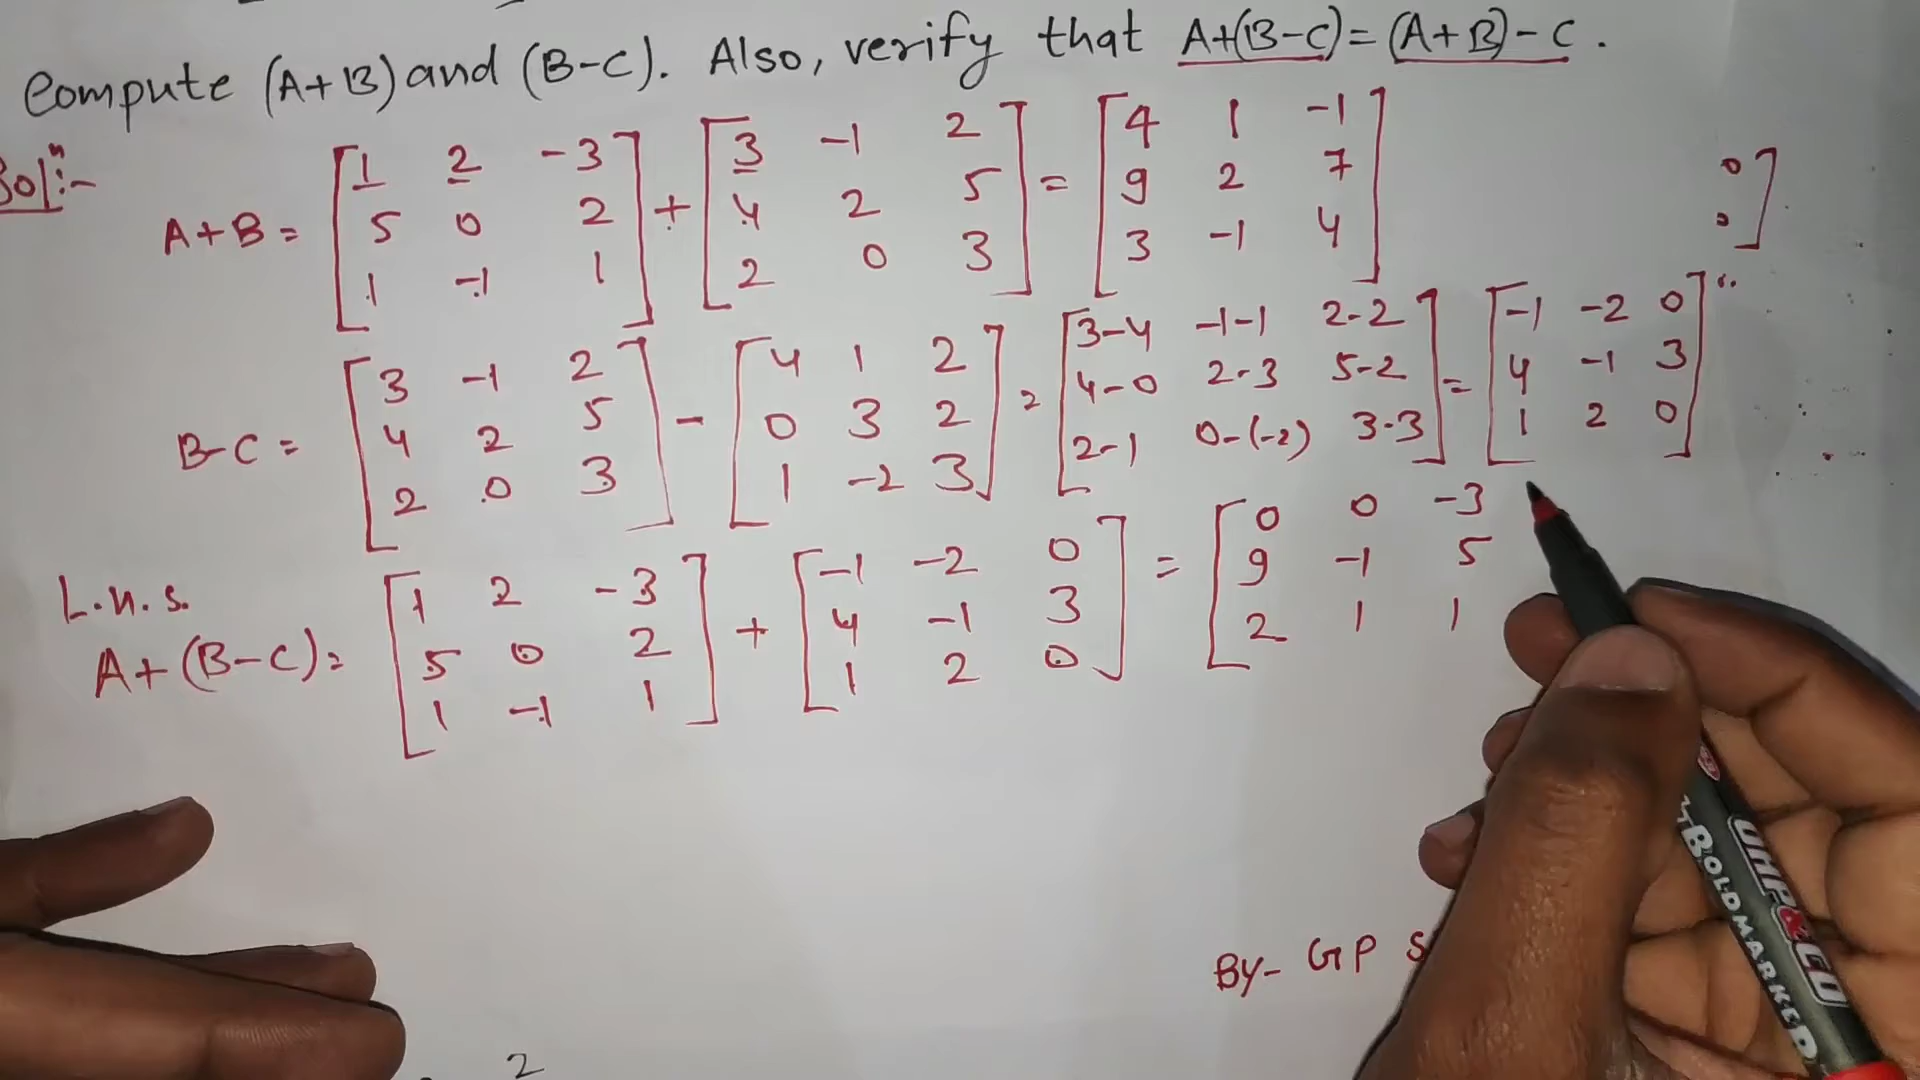 Compute (A+B) and (B-C). Also, verify that A+(B-C)=(A+B)-C.
Sol:-
A+B = [1 2 -3] + [3 -1 2] = [4 1 -1]
[5 0 2] [4 2 5] [9 2 7]
[1 -1 1] [2 0 3] [3 -1 4]
B-C = [3 -1 2] - [4 1 2] = [3-4 -1-1 2-2] = [-1 -2 0]
[4 2 5] [0 3 2] [4-0 2-3 5-2] [4 -1 3]
[2 0 3] [1 -2 3] [2-1 0-(-2) 3-3] [1 2 0]
L.H.S.
A+(B-C)= [1 2 -3] + [-1 -2 0] = [0 0 -3
[5 0 2] [4 -1 3] [9 -1 5
[1 -1 1] [1 2 0] [2 1 1
By- GP S
2
UNIBALL
BOLDMARKER